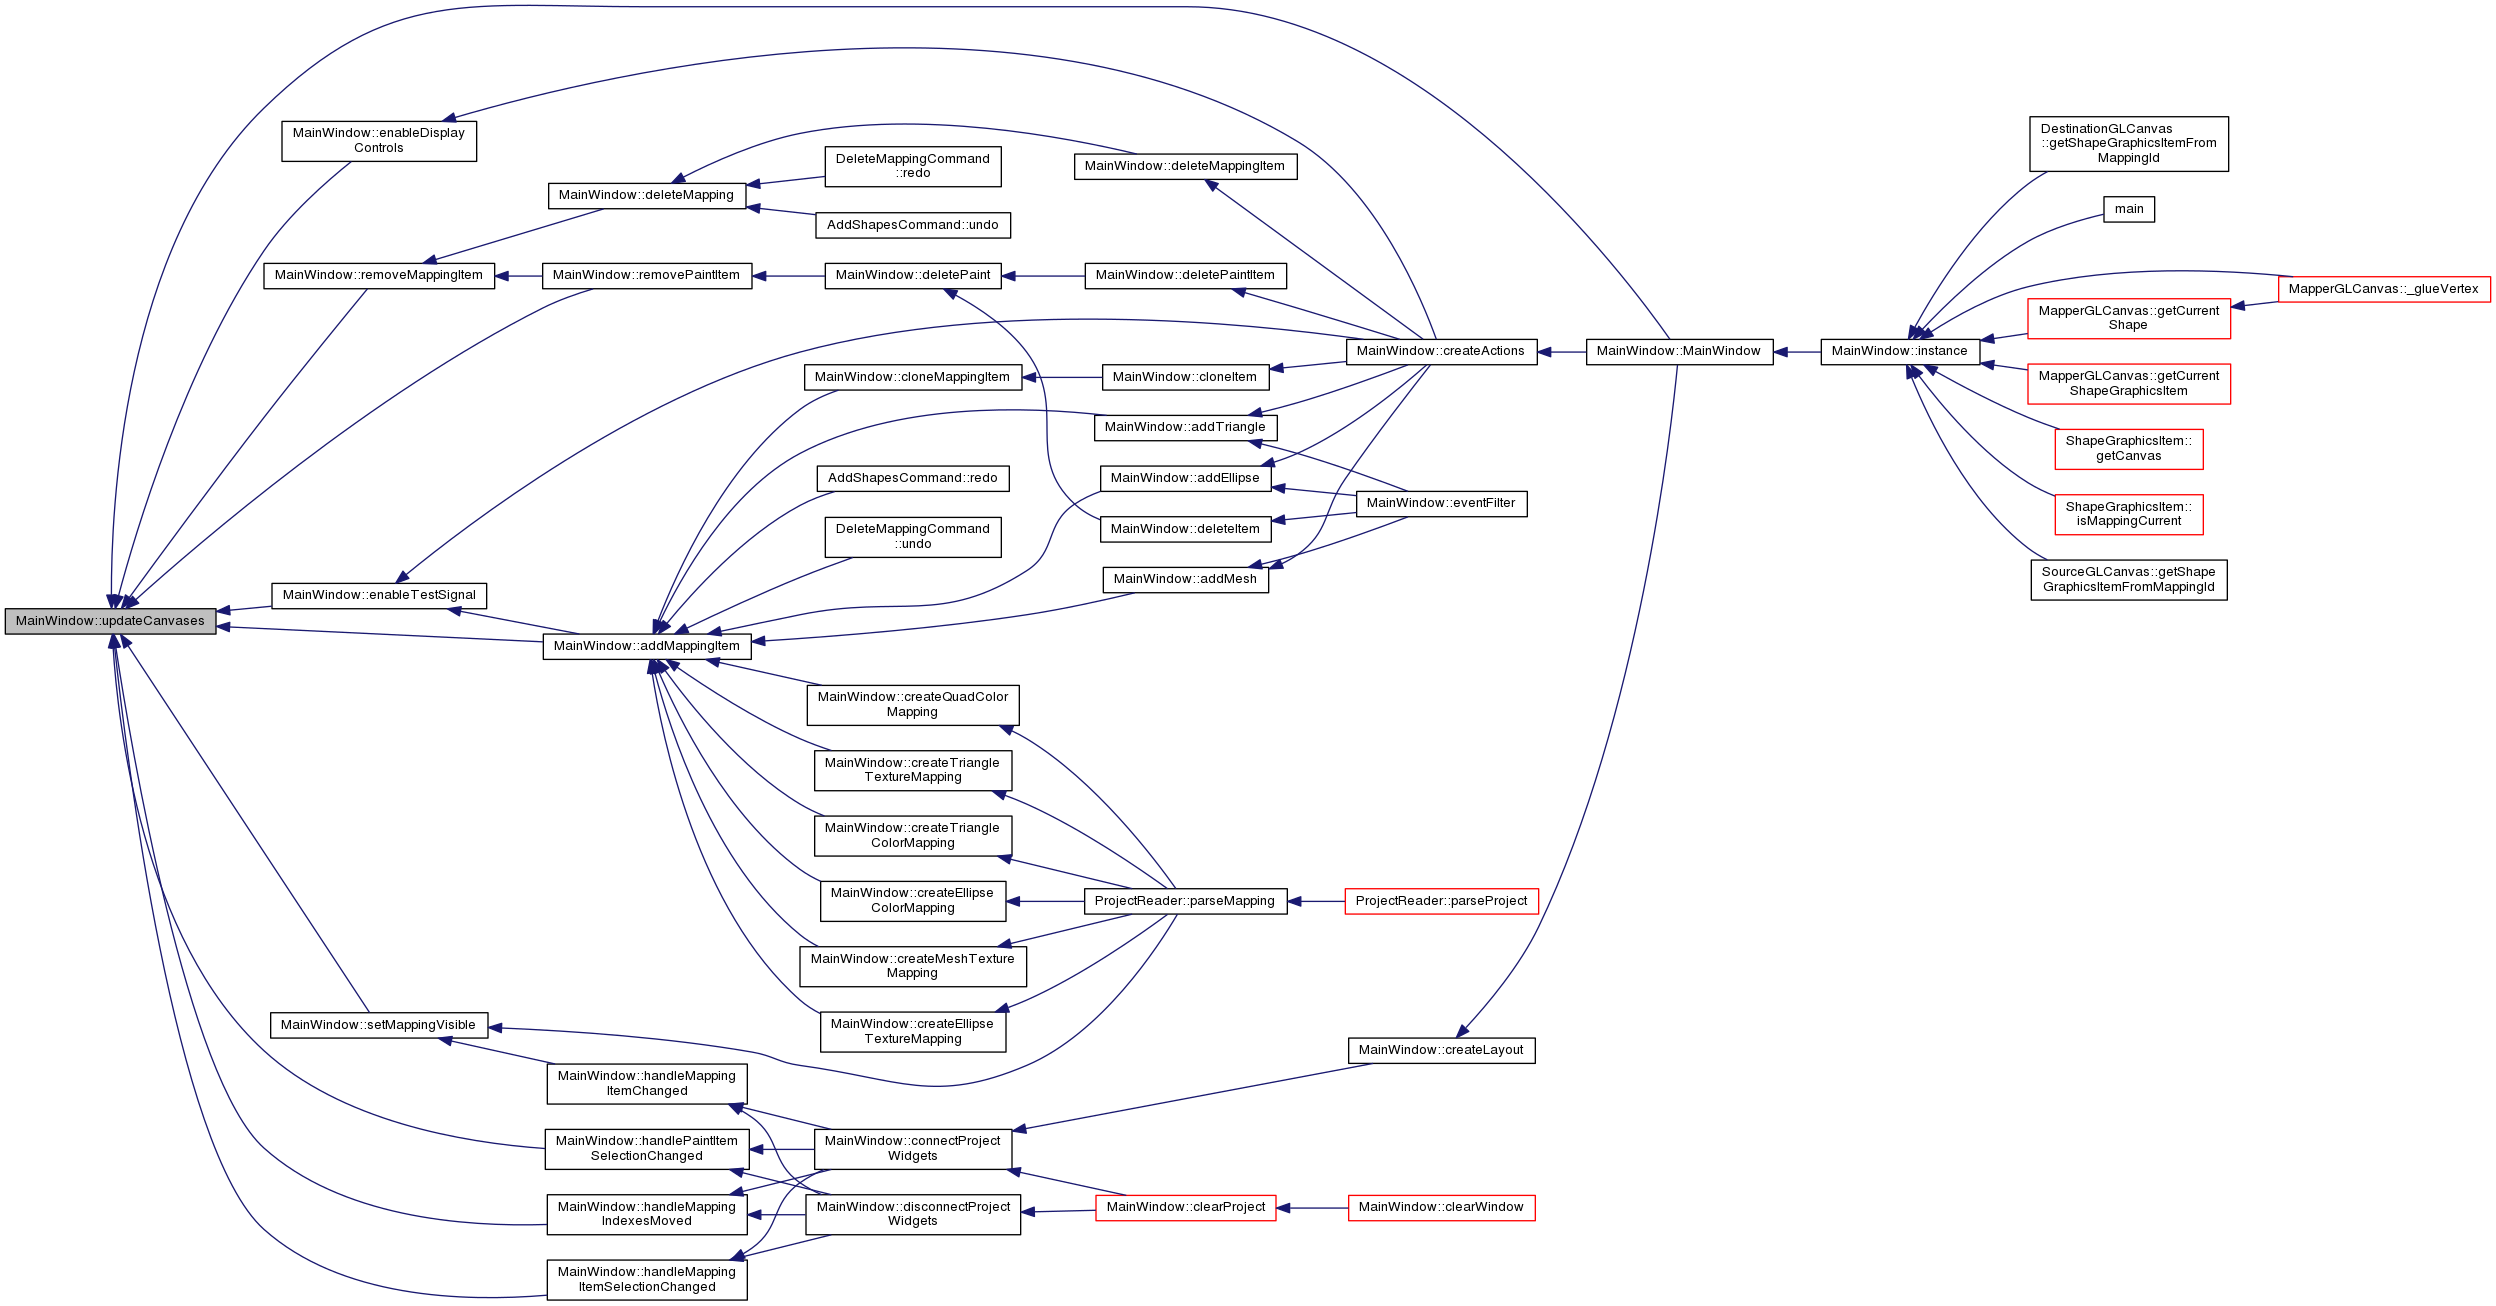 MainWindow::updateCanvases
MainWindow::enableDisplay
Controls
MainWindow::removeMappingItem
MainWindow::enableTestSignal
MainWindow::setMappingVisible
MainWindow::deleteMapping
MainWindow::removePaintItem
MainWindow::addMappingItem
MainWindow::handleMapping
ItemChanged
MainWindow::handlePaintItem
SelectionChanged
MainWindow::handleMapping
IndexesMoved
MainWindow::handleMapping
ItemSelectionChanged
DeleteMappingCommand
::redo
AddShapesCommand::undo
MainWindow::deletePaint
MainWindow::cloneMappingItem
AddShapesCommand::redo
DeleteMappingCommand
::undo
MainWindow::createQuadColor
Mapping
MainWindow::createTriangle
TextureMapping
MainWindow::createTriangle
ColorMapping
MainWindow::createEllipse
ColorMapping
MainWindow::createMeshTexture
Mapping
MainWindow::createEllipse
TextureMapping
MainWindow::connectProject
Widgets
MainWindow::disconnectProject
Widgets
MainWindow::deleteMappingItem
MainWindow::deletePaintItem
MainWindow::cloneItem
MainWindow::addTriangle
MainWindow::addEllipse
MainWindow::deleteItem
MainWindow::addMesh
ProjectReader::parseMapping
MainWindow::clearProject
MainWindow::createActions
MainWindow::eventFilter
ProjectReader::parseProject
MainWindow::createLayout
MainWindow::clearWindow
MainWindow::MainWindow
MainWindow::instance
DestinationGLCanvas
::getShapeGraphicsItemFrom
MappingId
main
MapperGLCanvas::getCurrent
Shape
MapperGLCanvas::getCurrent
ShapeGraphicsItem
ShapeGraphicsItem::
getCanvas
ShapeGraphicsItem::
isMappingCurrent
SourceGLCanvas::getShape
GraphicsItemFromMappingId
MapperGLCanvas::_glueVertex